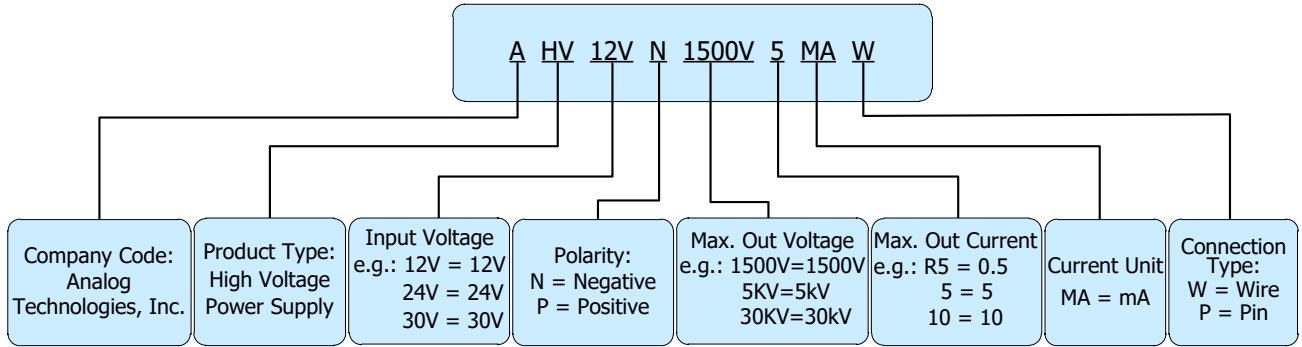 A HV 12V N 1500V 5 MA W
Company Code:
Analog
Technologies, Inc.
Product Type:
High Voltage
Power Supply
Input Voltage
e.g.: 12V = 12V
24V = 24V
30V = 30V
Polarity:
N = Negative
P = Positive
Max. Out Voltage
e.g.: 1500V=1500V
5KV=5kV
30KV=30kV
Max. Out Current
e.g.: R5 = 0.5
5 = 5
10 = 10
Current Unit
MA = mA
Connection
Type:
W = Wire
P = Pin